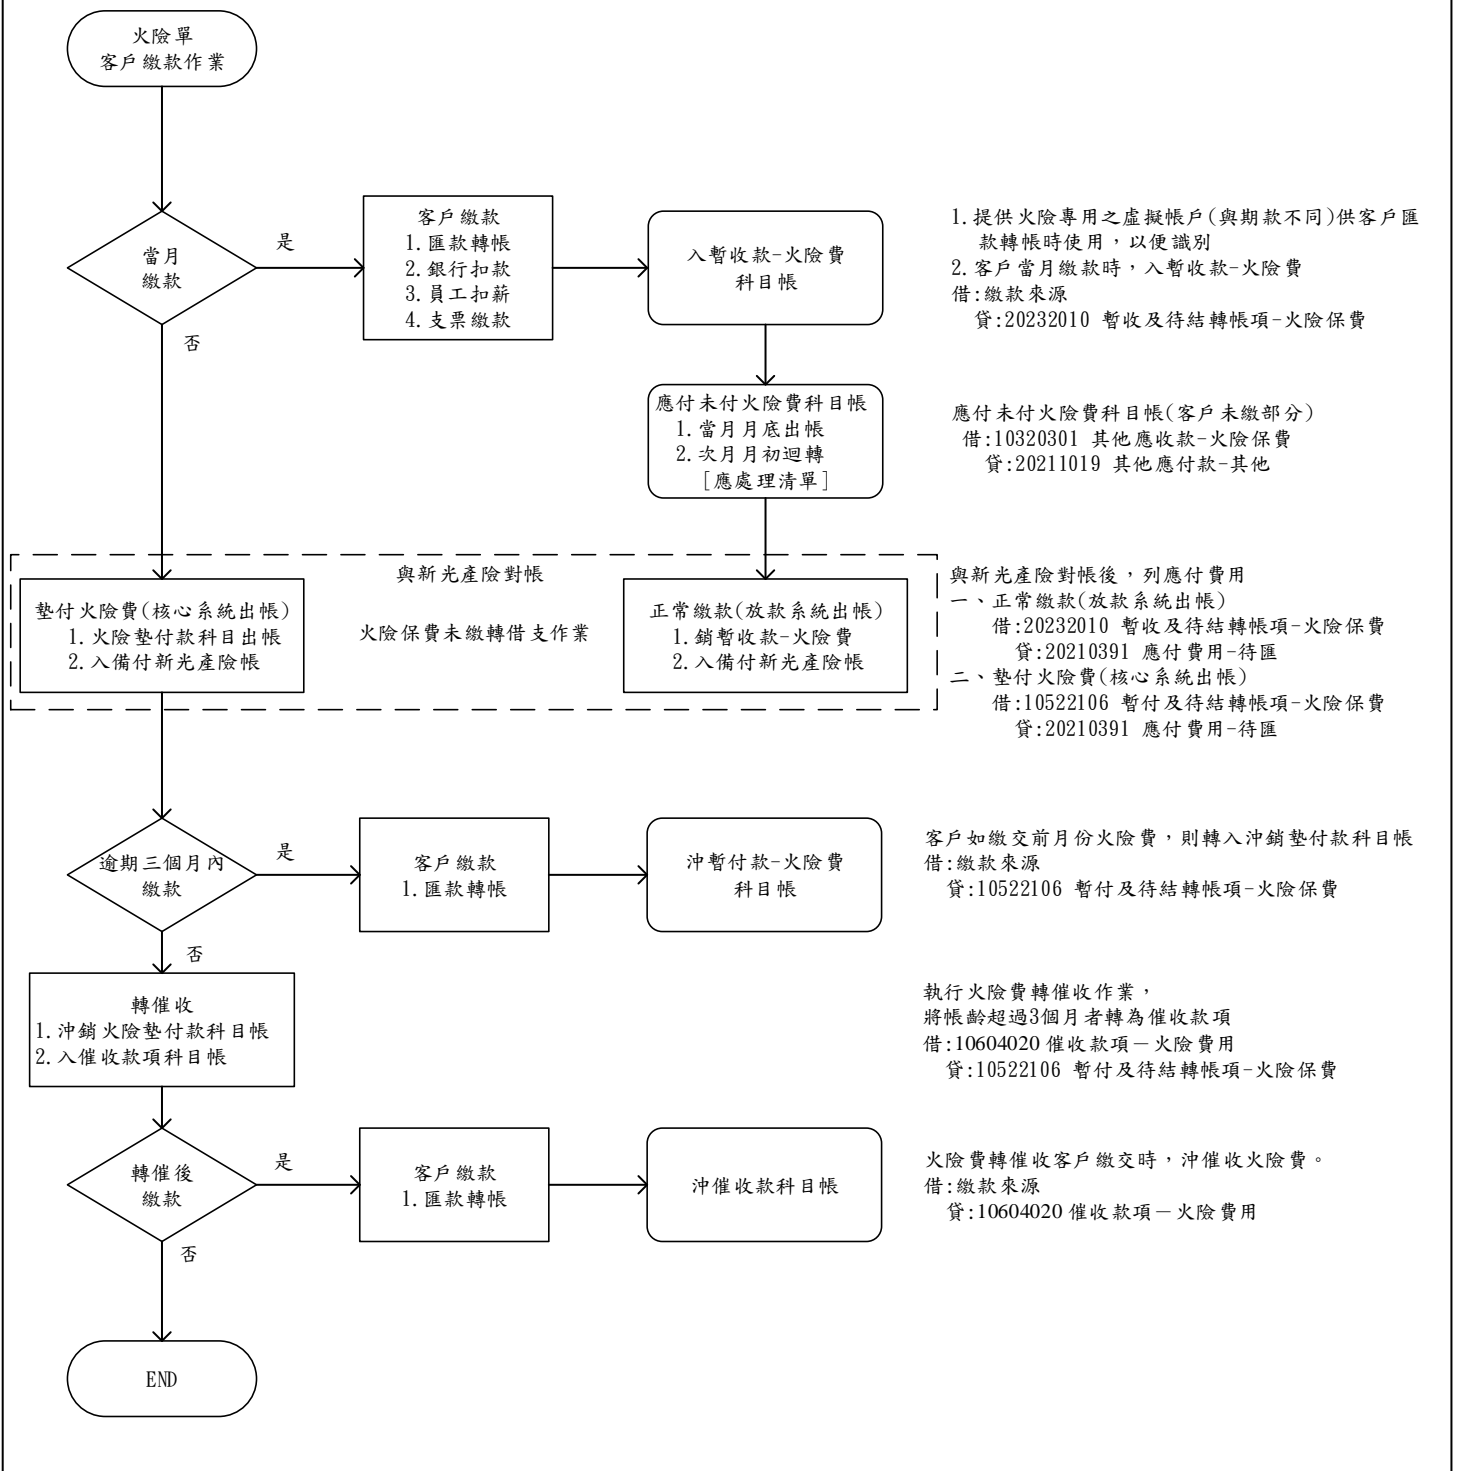 火險單
客戶繳款作業
當月
繳款
是
否
客戶繳款
1.匯款轉帳
2.銀行扣款
3.員工扣薪
4.支票繳款
入暫收款-火險費
科目帳
1.提供火險專用之虛擬帳戶(與期款不同)供客戶匯
款轉帳時使用，以便識別
2.客戶當月繳款時，入暫收款-火險費
借:繳款來源
貸:20232010 暫收及待結轉帳項-火險保費
應付未付火險費科目帳
1.當月月底出帳
2.次月月初迴轉
[應處理清單]
應付未付火險費科目帳(客戶未繳部分)
借:10320301 其他應收款-火險保費
貸:20211019 其他應付款-其他
與新光產險對帳
火險保費未繳轉借支作業
墊付火險費(核心系統出帳)
1.火險墊付款科目出帳
2.入備付新光產險帳
正常繳款(放款系統出帳)
1.銷暫收款-火險費
2.入備付新光產險帳
與新光產險對帳後，列應付費用
一、正常繳款(放款系統出帳)
借:20232010 暫收及待結轉帳項-火險保費
貸:20210391 應付費用-待匯
二、墊付火險費(核心系統出帳)
借:10522106 暫付及待結轉帳項-火險保費
貸:20210391 應付費用-待匯
逾期三個月內
繳款
是
否
客戶繳款
1.匯款轉帳
沖暫付款-火險費
科目帳
客戶如繳交前月份火險費，則轉入沖銷墊付款科目帳
借:繳款來源
貸:10522106 暫付及待結轉帳項-火險保費
轉催收
1.沖銷火險墊付款科目帳
2.入催收款項科目帳
執行火險費轉催收作業，
將帳齡超過3個月者轉為催收款項
借:10604020 催收款項－火險費用
貸:10522106 暫付及待結轉帳項-火險保費
轉催後
繳款
是
否
客戶繳款
1.匯款轉帳
沖催收款科目帳
火險費轉催收客戶繳交時，沖催收火險費。
借:繳款來源
貸:10604020 催收款項－火險費用
END